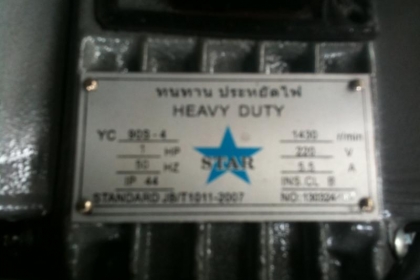 ทนทาน ประหยัดไฟ
HEAVY DUTY
YC 90S-4 1430 r/min
1 HP 220 V
50 HZ 5.5 A
STAR
IP 44 INS.CL B
STANDARD JB/T1011-2007 NO: